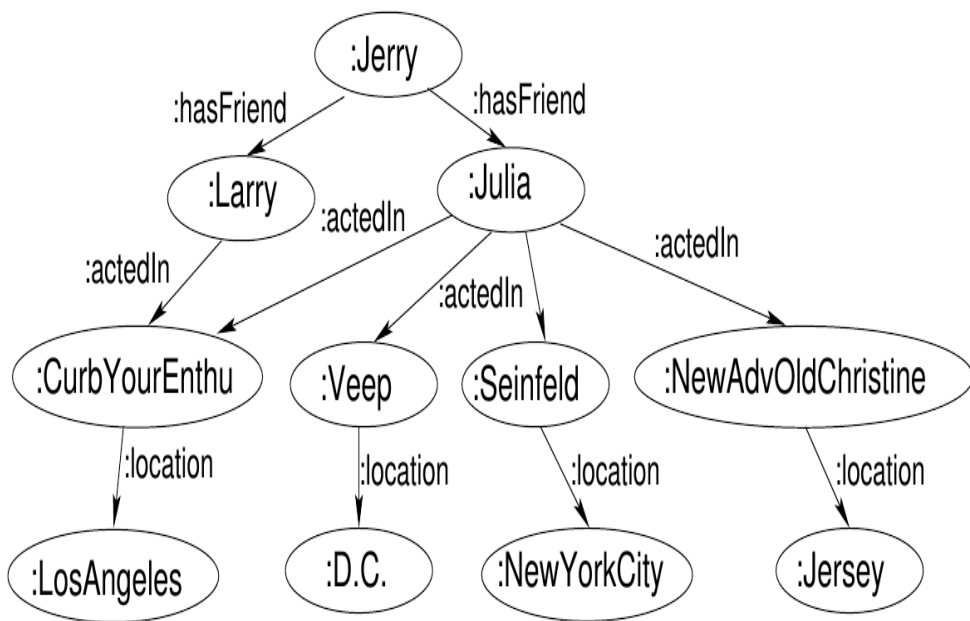 :Jerry
:hasFriend
:hasFriend
:Larry
:Julia
:actedIn
:actedIn
:actedIn
:actedIn
:CurbYourEnthu
:Veep
:Seinfeld
:NewAdvOldChristine
:location
:location
:location
:location
:LosAngeles
:D.C.
:NewYorkCity
:Jersey